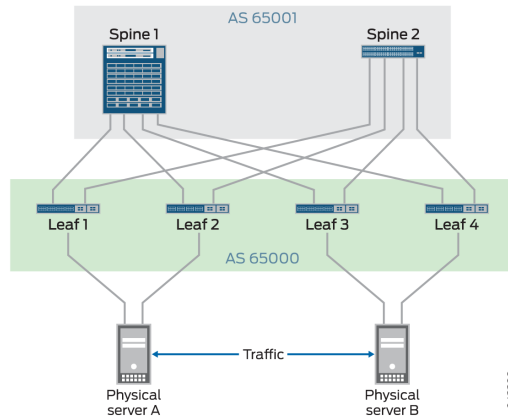 AS 65001
Spine 1
Spine 2
Leaf 1
Leaf 2
Leaf 3
Leaf 4
AS 65000
Traffic
Physical
server A
Physical
server B